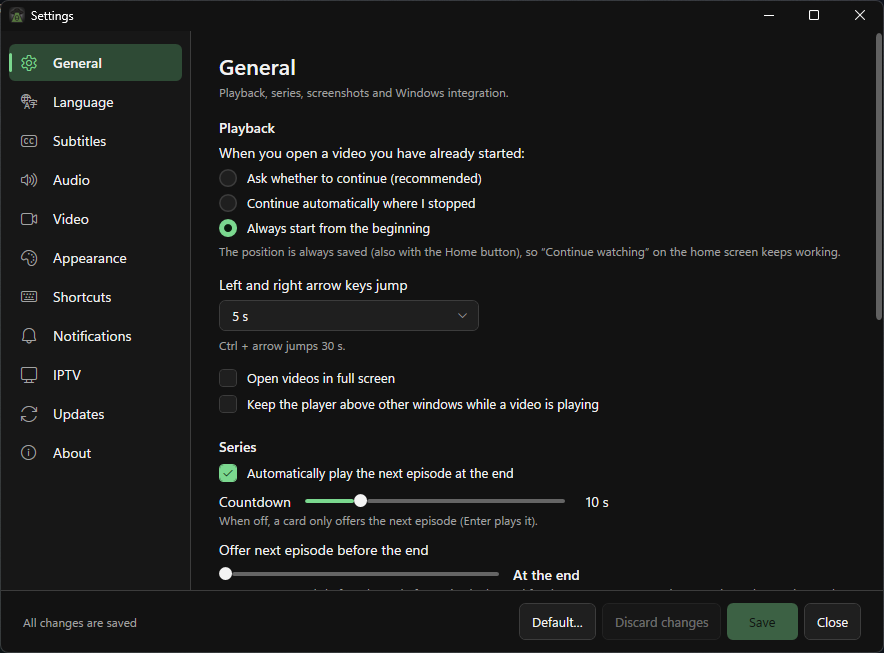 Settings
General
Language
CC
Subtitles
Audio
Video
Appearance
Shortcuts
Notifications
IPTV
Updates
About
General
Playback, series, screenshots and Windows integration.
Playback
When you open a video you have already started:
Ask whether to continue (recommended)
Continue automatically where I stopped
Always start from the beginning
The position is always saved (also with the Home button), so “Continue watching” on the home screen keeps working.
Left and right arrow keys jump
5 s
Ctrl + arrow jumps 30 s.
Open videos in full screen
Keep the player above other windows while a video is playing
Series
Automatically play the next episode at the end
Countdown 10 s
When off, a card only offers the next episode (Enter plays it).
Offer next episode before the end
At the end
All changes are saved
Default... Discard changes Save Close